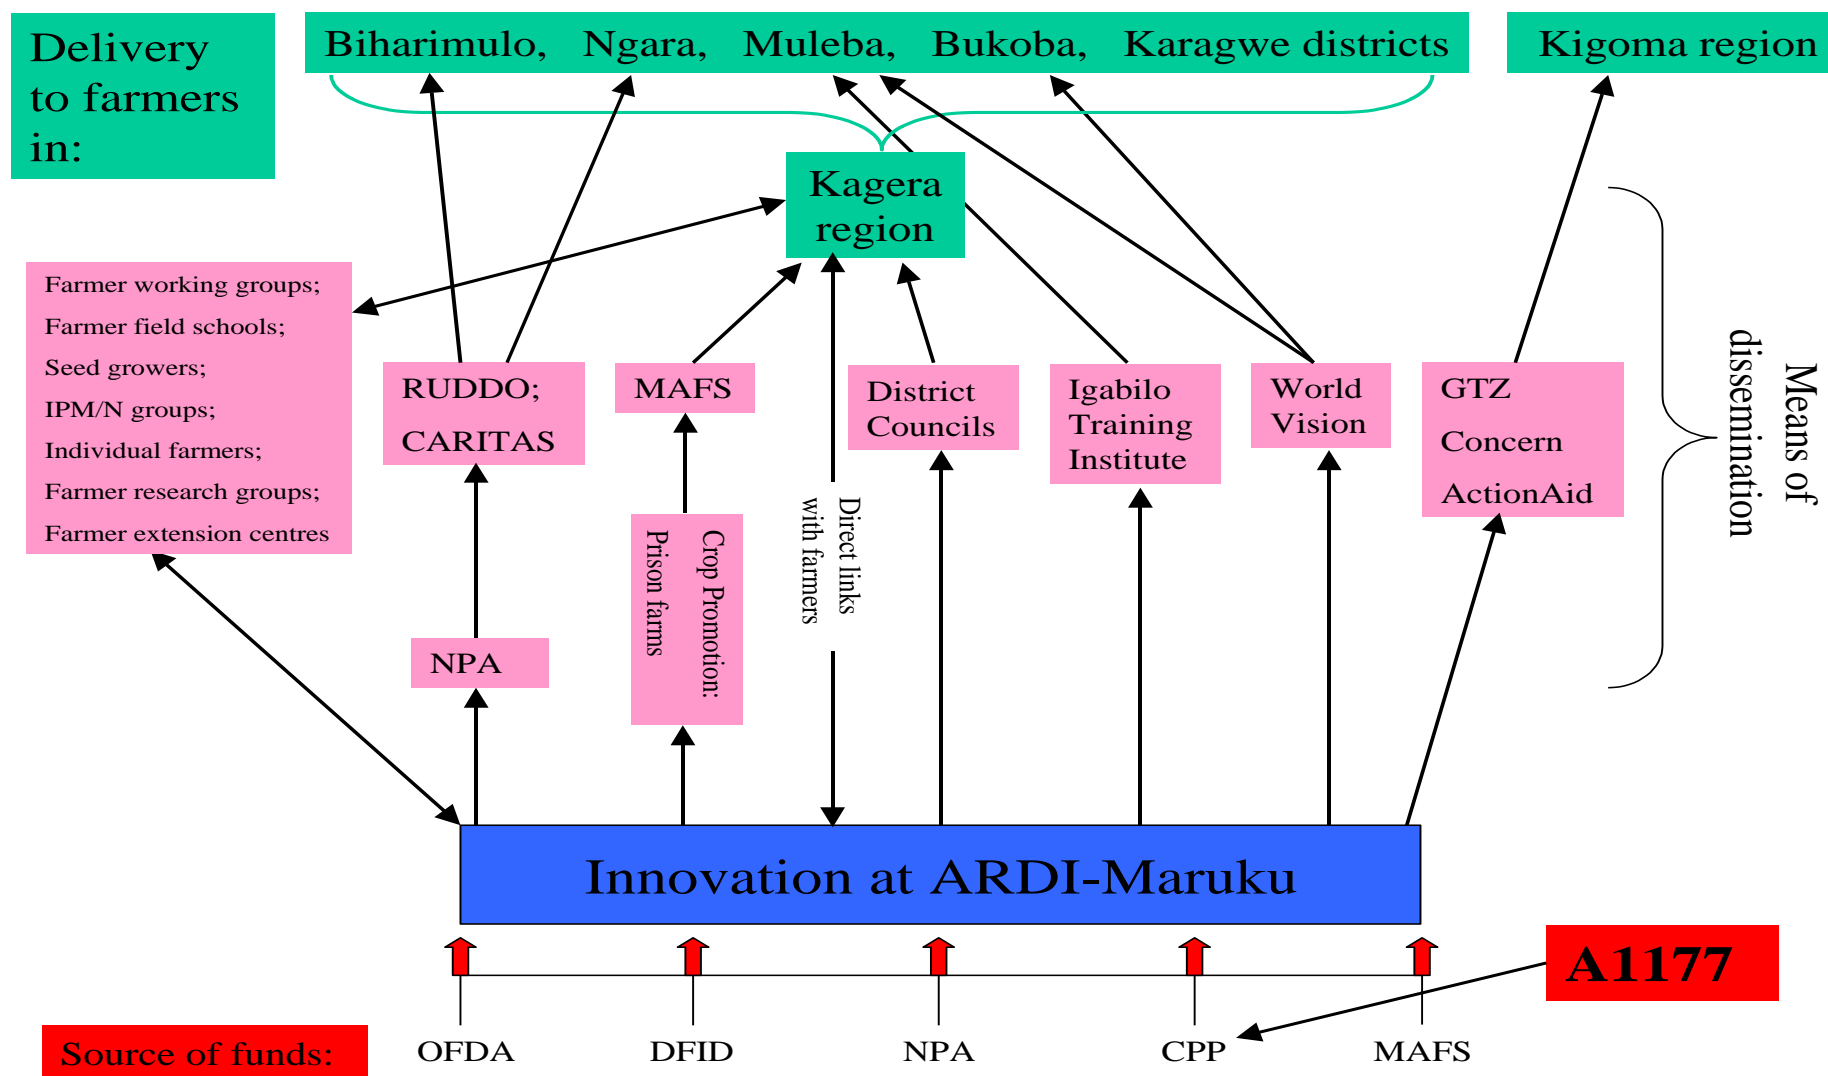 Delivery
to farmers
in:
Biharimulo, Ngara, Muleba, Bukoba, Karagwe districts
Kigoma region
Kagera
region
Farmer working groups;
Farmer field schools;
Seed growers;
IPM/N groups;
Individual farmers;
Farmer research groups;
Farmer extension centres
RUDDO;
CARITAS
MAFS
District
Councils
Igabilo
Training
Institute
World
Vision
GTZ
Concern
ActionAid
Means of
dissemination
Direct links
with farmers
Crop Promotion:
Prison farms
NPA
Innovation at ARDI-Maruku
A1177
Source of funds:
OFDA
DFID
NPA
CPP
MAFS